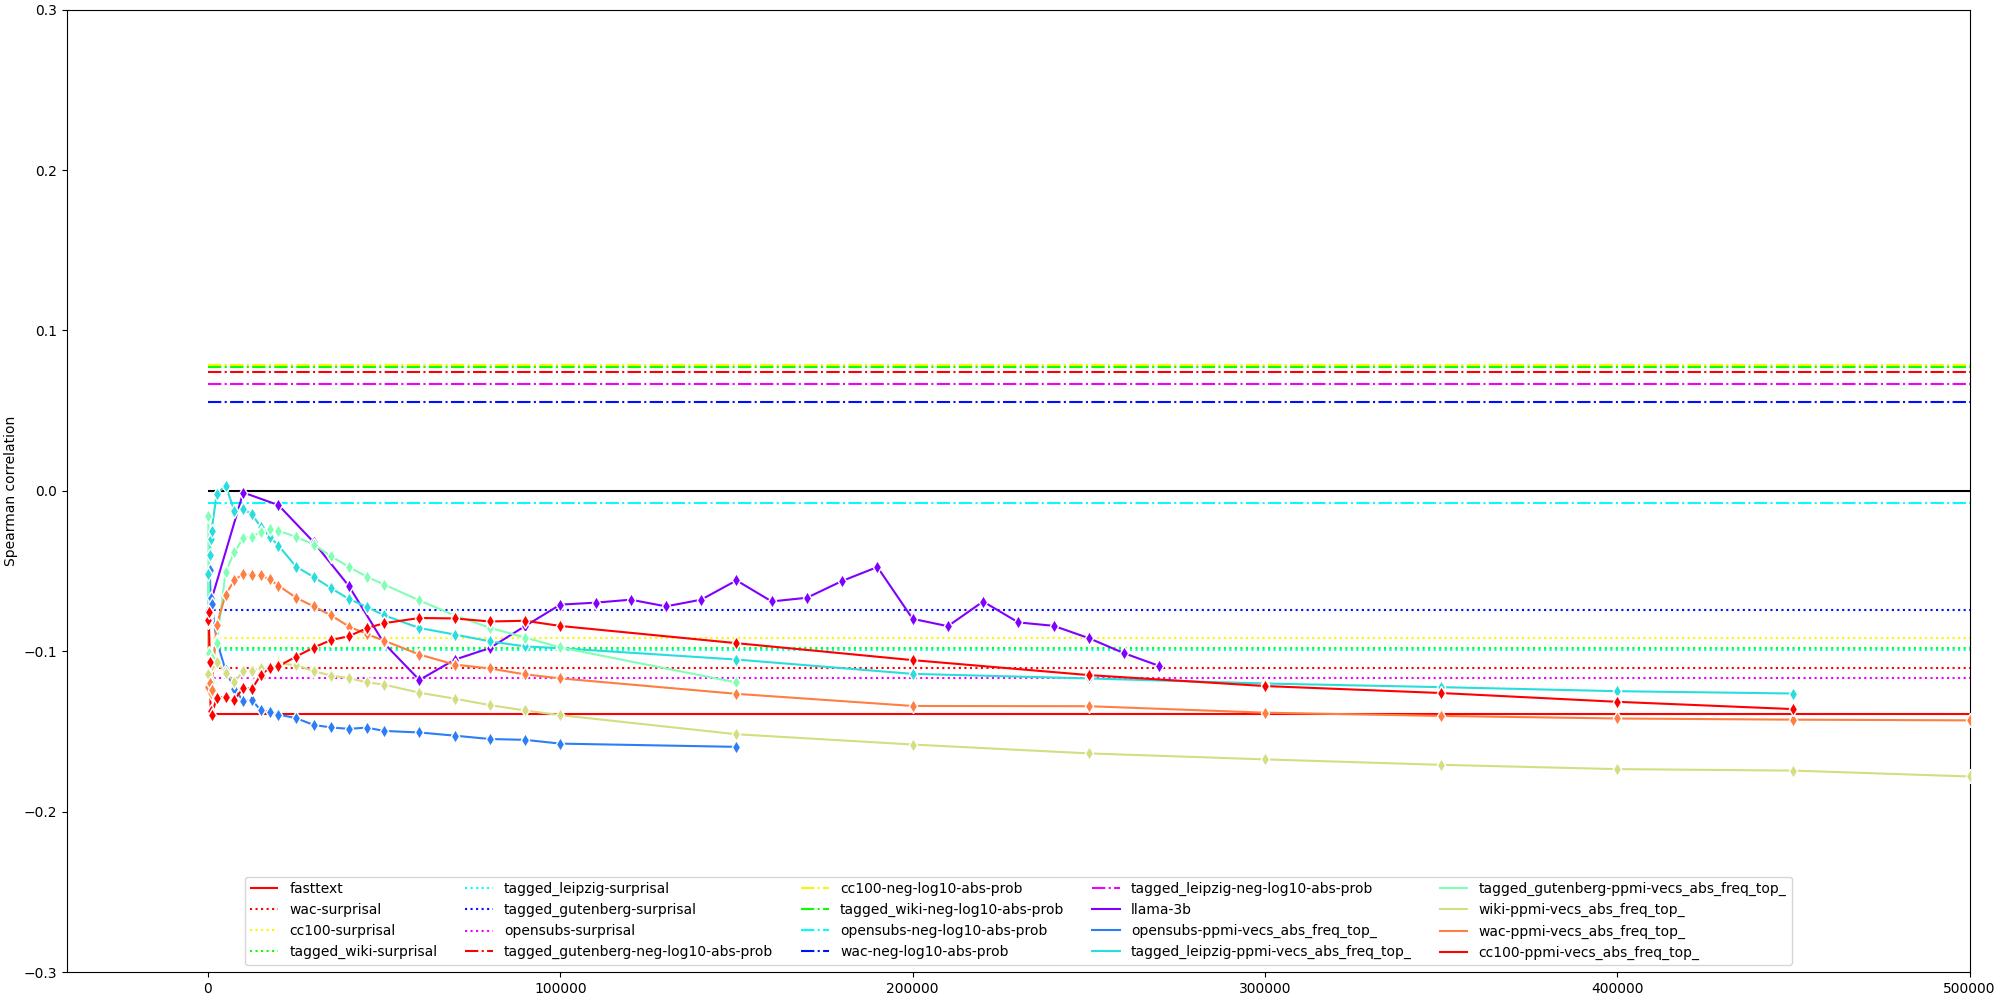 0.3
0.2
0.1
0.0
−0.1
−0.2
−0.3
Spearman correlation
0
100000
200000
300000
400000
500000
fasttext
wac-surprisal
cc100-surprisal
tagged_wiki-surprisal
tagged_leipzig-surprisal
tagged_gutenberg-surprisal
opensubs-surprisal
tagged_gutenberg-neg-log10-abs-prob
cc100-neg-log10-abs-prob
tagged_wiki-neg-log10-abs-prob
opensubs-neg-log10-abs-prob
wac-neg-log10-abs-prob
tagged_leipzig-neg-log10-abs-prob
llama-3b
opensubs-ppmi-vecs_abs_freq_top_
tagged_leipzig-ppmi-vecs_abs_freq_top_
tagged_gutenberg-ppmi-vecs_abs_freq_top_
wiki-ppmi-vecs_abs_freq_top_
wac-ppmi-vecs_abs_freq_top_
cc100-ppmi-vecs_abs_freq_top_